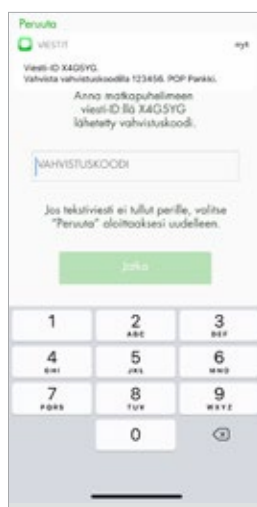 Peruuta
VIESTIT nyt
Viesti-ID X4G5YG.
Vahvista vahvistuskoodilla 123456. POP Pankki.
Anna matkapuhelimeen
viesti-ID:llä X4G5YG
lähetetty vahvistuskoodi.
VAHVISTUSKOODI
Jos tekstiviesti ei tullut perille, valitse
"Peruuta" aloittaaksesi uudelleen.
Jatka
1 2 3
ABC DEF
4 5 6
GHI JKL MNO
7 8 9
PQRS TUV WXYZ
0